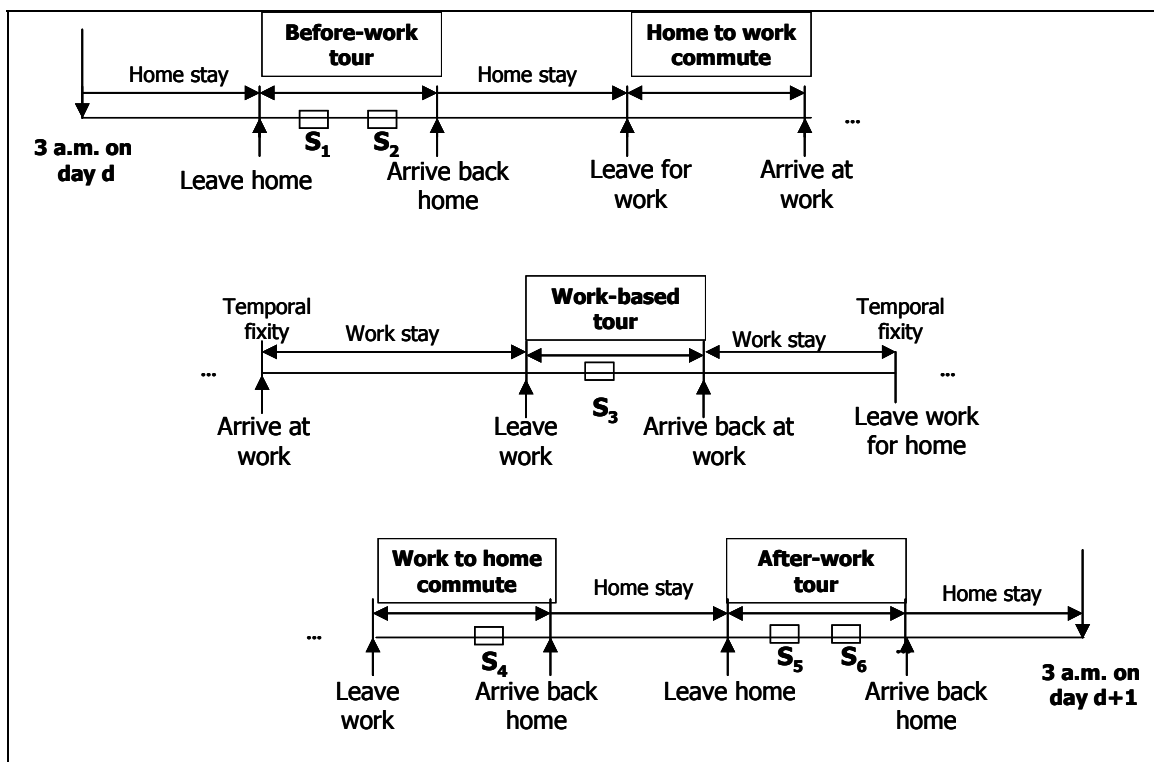 Before-work
tour
Home to work
commute
Home stay
Home stay
S1
S2
...
3 a.m. on
day d
Leave home
Arrive back
home
Leave for
work
Arrive at
work
Work-based
tour
Temporal
fixity
Temporal
fixity
Work stay
Work stay
...
...
S3
Arrive at
work
Leave
work
Arrive back at
work
Leave work
for home
Work to home
commute
After-work
tour
Home stay
Home stay
...
S4
S5
S6
..
Leave
work
Arrive back
home
Leave home
Arrive back
home
3 a.m. on
day d+1